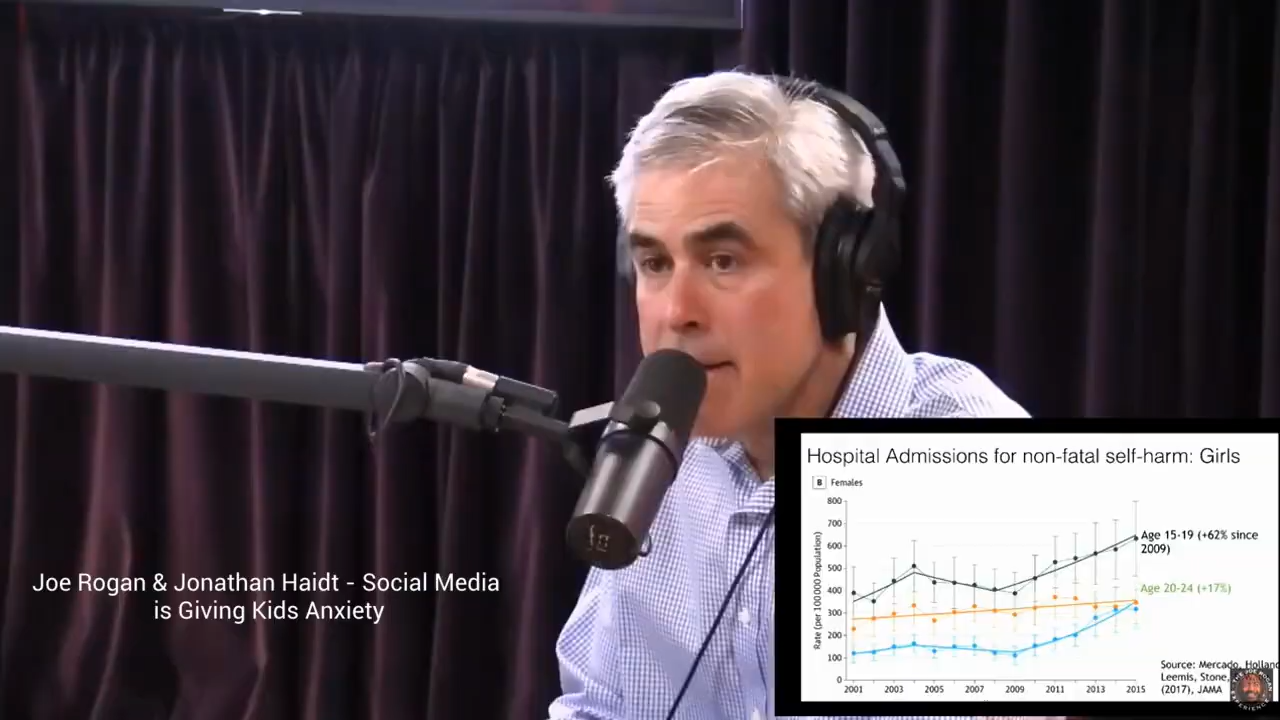 Hospital Admissions for non-fatal self-harm: Girls
B Females
Rate (per 100 000 Population)
800
700
600
500
400
300
200
100
0
2001 2003 2005 2007 2009 2011 2013 2015
Age 15-19 (+62% since
2009)
Age 20-24 (+17%)
Source: Mercado, Holland
Leemis, Stone,
(2017), JAMA
Joe Rogan & Jonathan Haidt - Social Media
is Giving Kids Anxiety